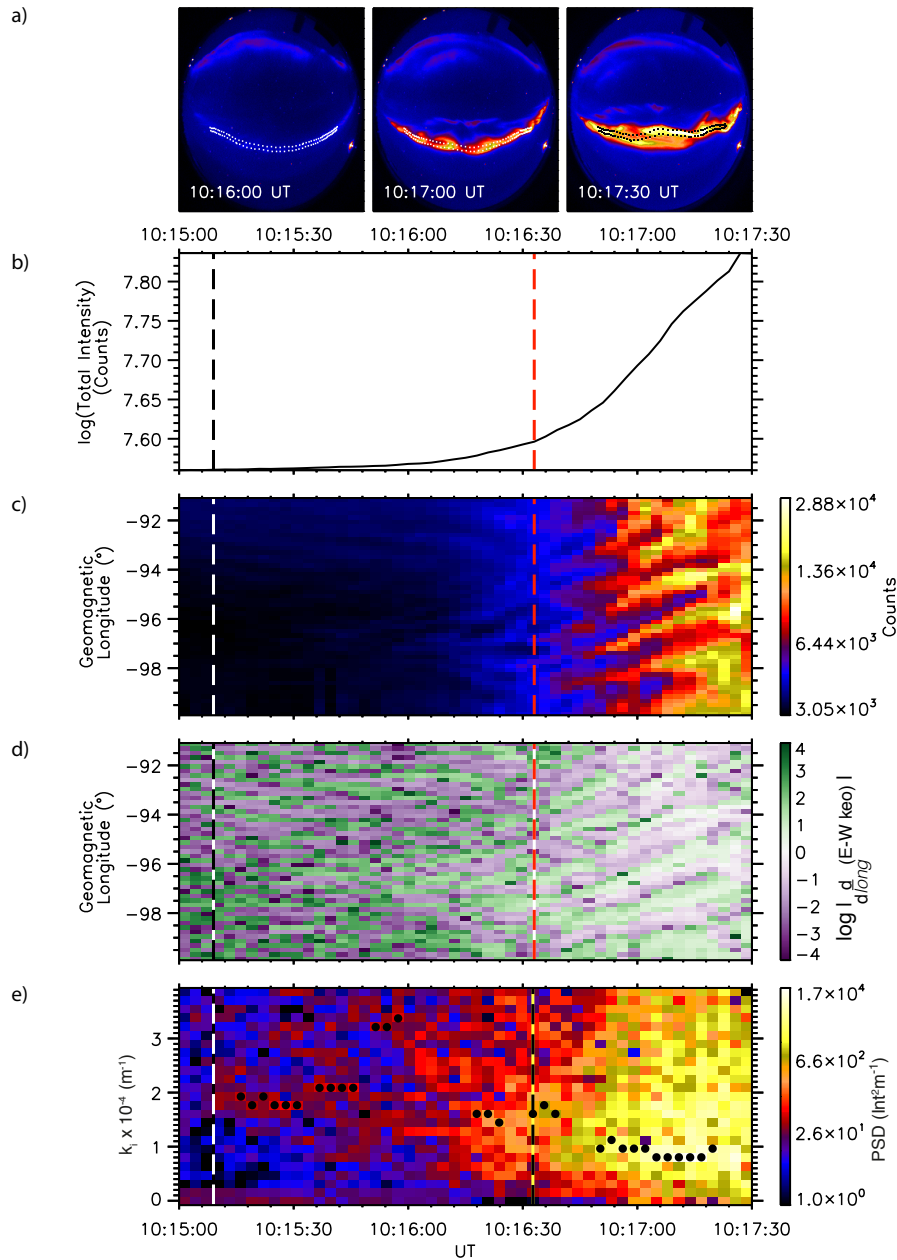 a)
10:16:00 UT
10:17:00 UT
10:17:30 UT
10:15:00 10:15:30 10:16:00 10:16:30 10:17:00 10:17:30
b)
log(Total Intensity)
(Counts)
7.80
7.75
7.70
7.65
7.60
c)
Geomagnetic
Longitude (°)
−92
−94
−96
−98
2.88×10⁴
1.36×10⁴
6.44×10³
3.05×10³
Counts
d)
Geomagnetic
Longitude (°)
−92
−94
−96
−98
4
3
2
1
0
−1
−2
−3
−4
log | d/dlong (E-W keo) |
e)
kᵢ x 10⁻⁴ (m⁻¹)
3
2
1
0
1.7×10⁴
6.6×10²
2.6×10¹
1.0×10⁰
PSD (Int²m⁻¹)
10:15:00 10:15:30 10:16:00 10:16:30 10:17:00 10:17:30
UT